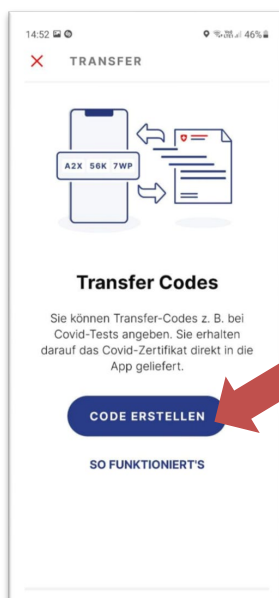 14:52
46%
TRANSFER
A2X 56K 7WP
Transfer Codes
Sie können Transfer-Codes z. B. bei
Covid-Tests angeben. Sie erhalten
darauf das Covid-Zertifikat direkt in die
App geliefert.
CODE ERSTELLEN
SO FUNKTIONIERT'S